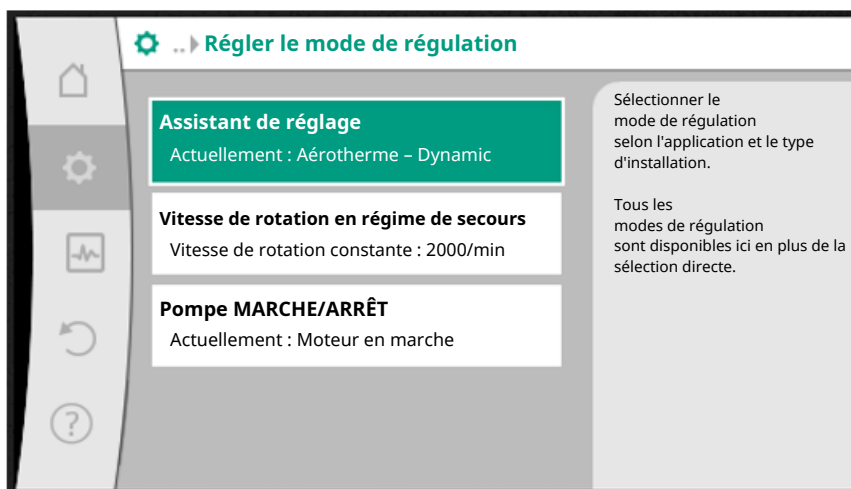 .. Régler le mode de régulation
Assistant de réglage
Actuellement : Aérotherme – Dynamic
Vitesse de rotation en régime de secours
Vitesse de rotation constante : 2000/min
Pompe MARCHE/ARRÊT
Actuellement : Moteur en marche
Sélectionner le
mode de régulation
selon l'application et le type
d'installation.
Tous les
modes de régulation
sont disponibles ici en plus de la
sélection directe.
?